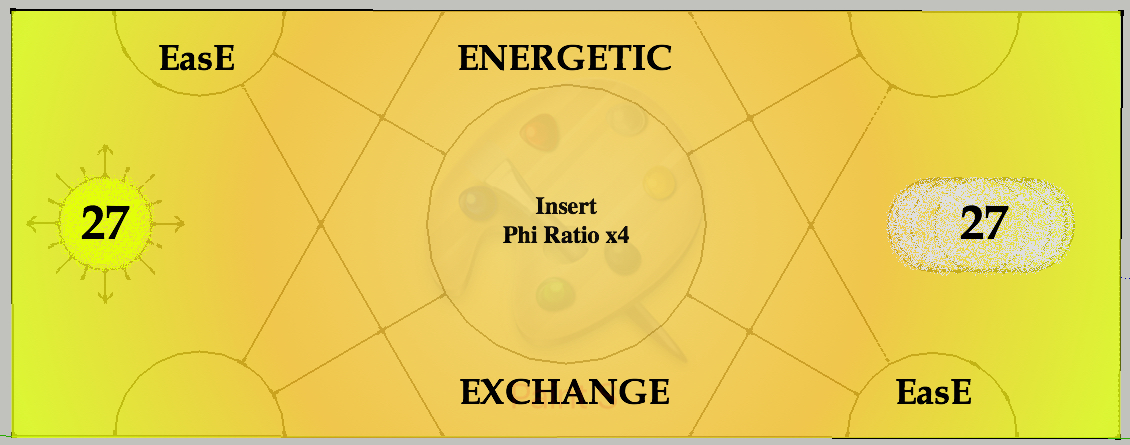 EasE
ENERGETIC
27
Insert
Phi Ratio x4
27
EXCHANGE
EasE